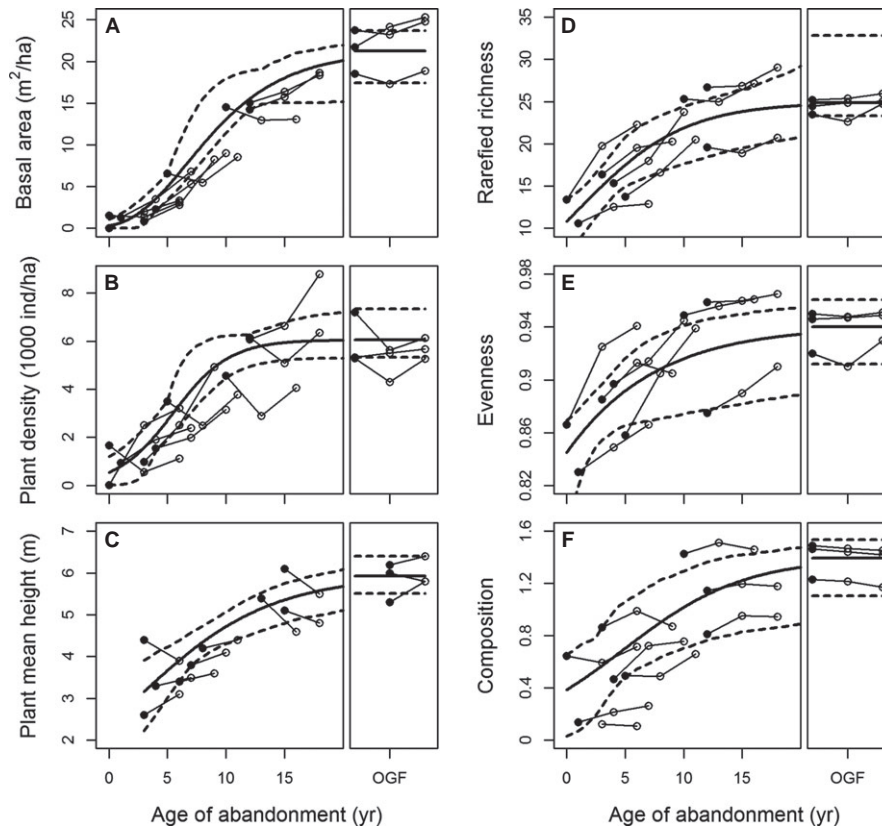 A
Basal area (m²/ha)
0 5 10 15 20 25
B
Plant density (1000 ind/ha)
0 2 4 6 8
C
Plant mean height (m)
2 3 4 5 6 7
0 5 10 15 OGF
Age of abandonment (yr)
D
Rarefied richness
10 15 20 25 30 35
E
Evenness
0.82 0.86 0.9 0.94 0.98
F
Composition
0 0.4 0.8 1.2 1.6
0 5 10 15 OGF
Age of abandonment (yr)